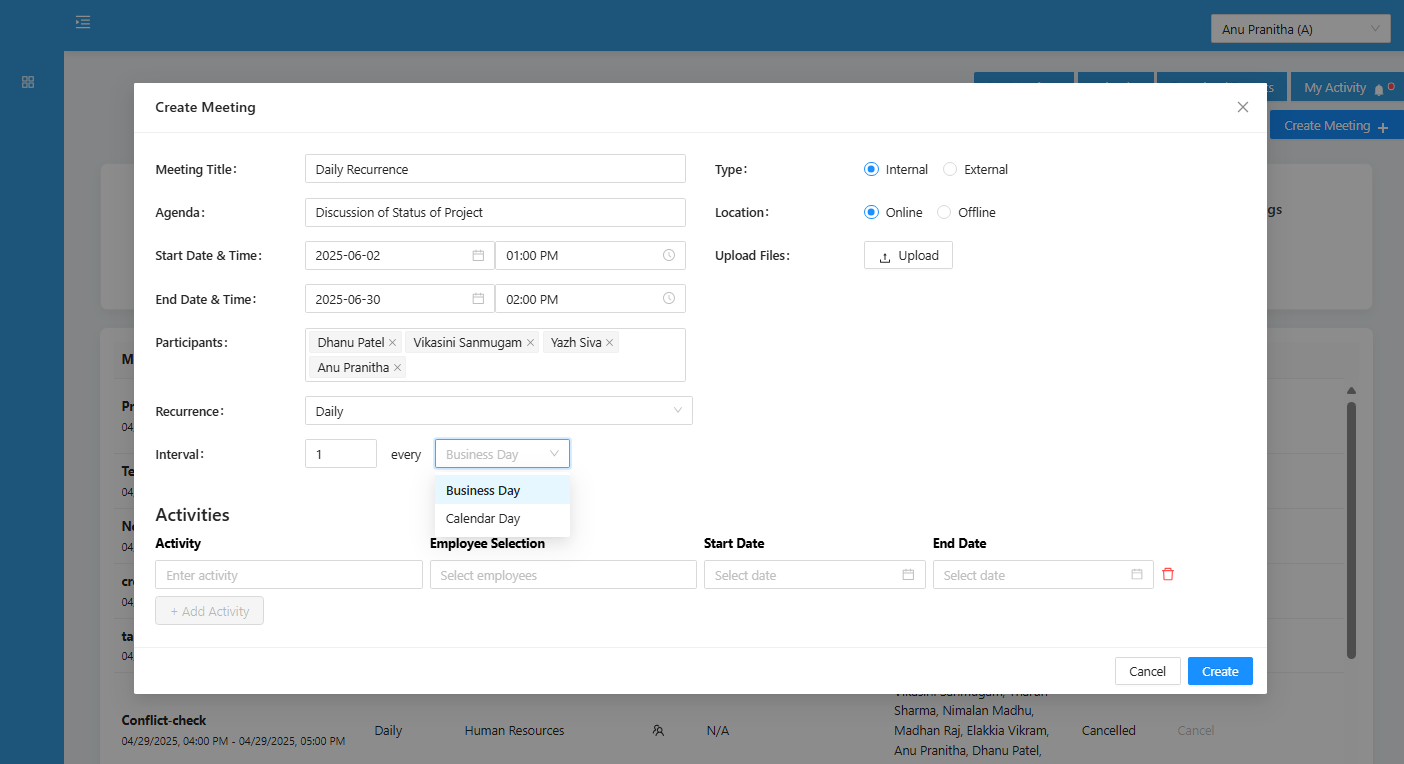 Anu Pranitha (A)
My Activity 0
Create Meeting +
Create Meeting
Meeting Title:
Daily Recurrence
Type:
Internal
External
Agenda:
Discussion of Status of Project
Location:
Online
Offline
Start Date & Time:
2025-06-02
01:00 PM
Upload Files:
Upload
End Date & Time:
2025-06-30
02:00 PM
Participants:
Dhanu Patel
Vikasini Sanmugam
Yazh Siva
Anu Pranitha
Recurrence:
Daily
Interval:
1
every
Business Day
Business Day
Calendar Day
Activities
Activity
Employee Selection
Start Date
End Date
Enter activity
Select employees
Select date
Select date
+ Add Activity
Cancel
Create
Conflict-check
04/29/2025, 04:00 PM - 04/29/2025, 05:00 PM
Daily
Human Resources
N/A
Sharma, Nimalan Madhu,
Madhan Raj, Elakkia Vikram,
Anu Pranitha, Dhanu Patel,
Cancelled
Cancel